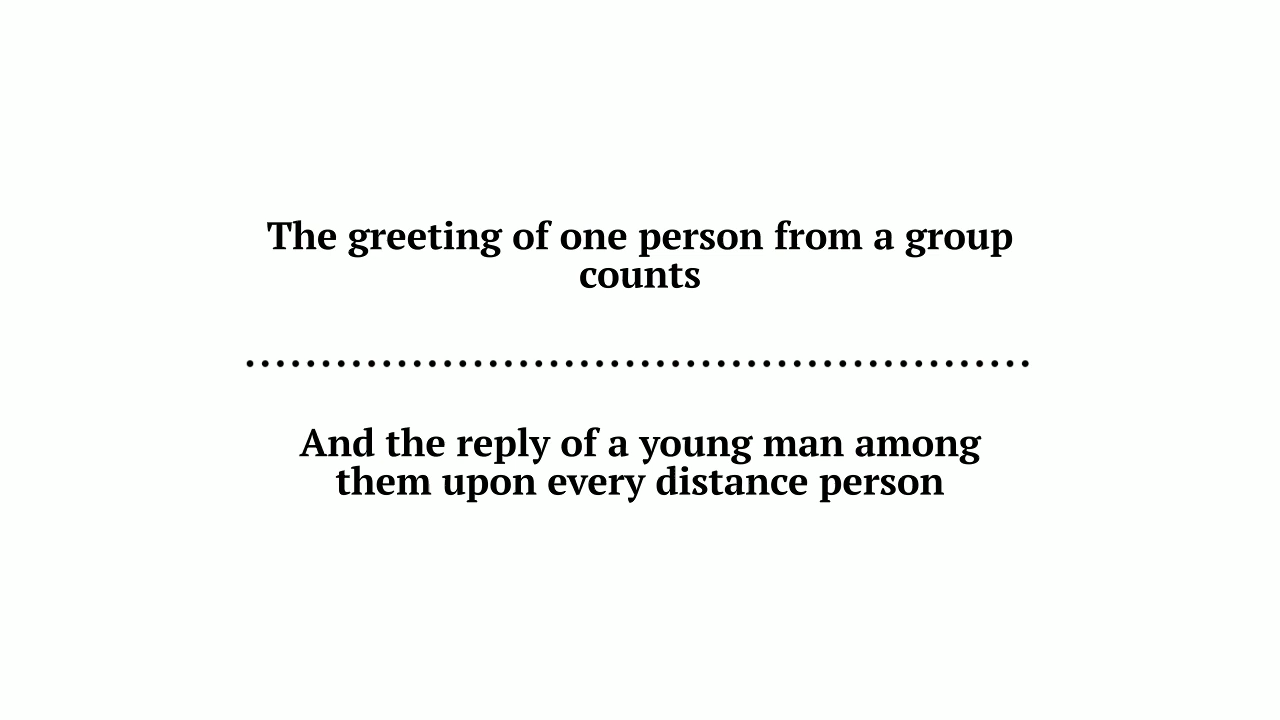 The greeting of one person from a group
counts
....................................................
And the reply of a young man among
them upon every distance person